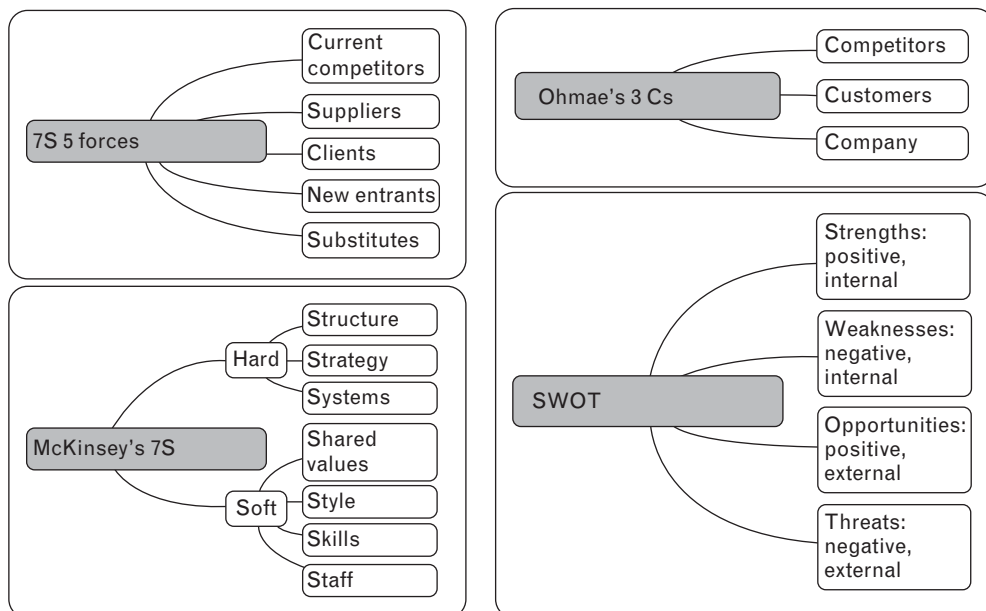 Current
competitors
Suppliers
7S 5 forces
Clients
New entrants
Substitutes
Structure
Hard
Strategy
Systems
McKinsey's 7S
Shared
values
Style
Soft
Skills
Staff
Competitors
Ohmae's 3 Cs
Customers
Company
Strengths:
positive,
internal
Weaknesses:
negative,
internal
SWOT
Opportunities:
positive,
external
Threats:
negative,
external